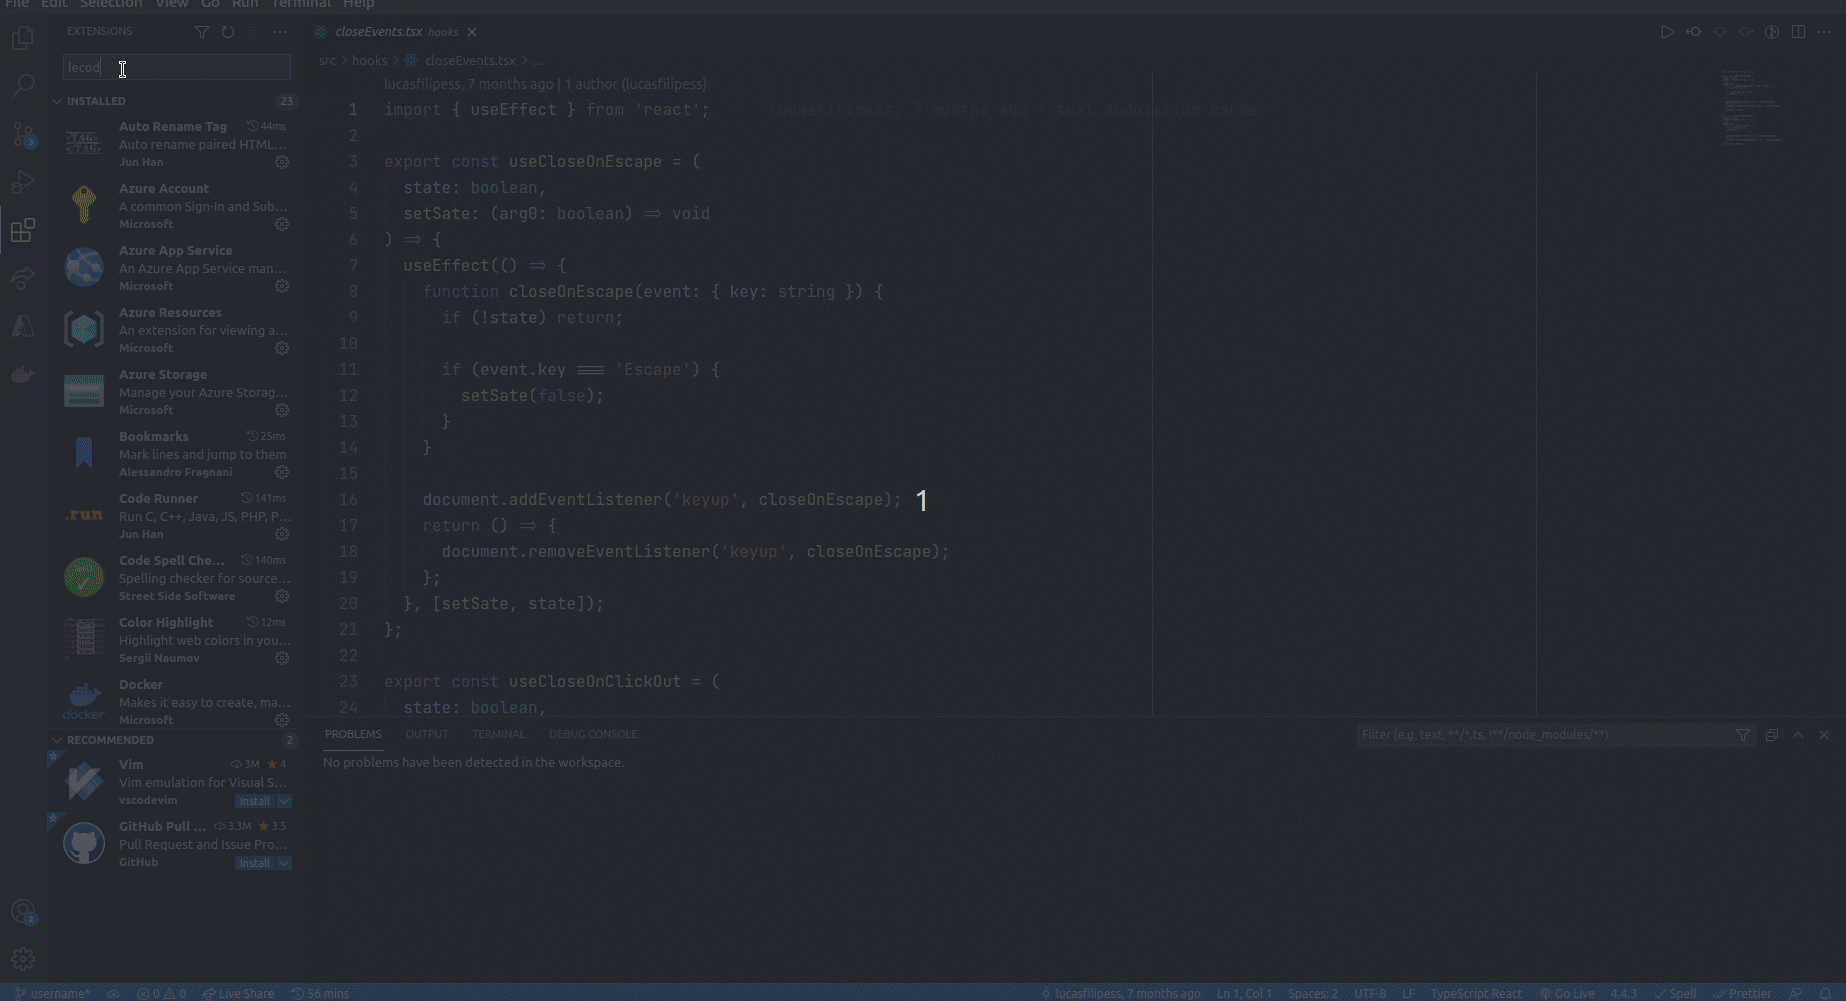 File Edit Selection View Go Run Terminal Help
EXTENSIONS
lecod
INSTALLED 23
Auto Rename Tag 44ms
Auto rename paired HTML...
Jun Han
Azure Account
A common Sign-In and Sub...
Microsoft
Azure App Service
An Azure App Service man...
Microsoft
Azure Resources
An extension for viewing a...
Microsoft
Azure Storage
Manage your Azure Storag...
Microsoft
Bookmarks 25ms
Mark lines and jump to them
Alessandro Fragnani
Code Runner 141ms
.run
Run C, C++, Java, JS, PHP, P...
Jun Han
Code Spell Che... 140ms
Spelling checker for source...
Street Side Software
Color Highlight 12ms
Highlight web colors in you...
Sergii Naumov
Docker
docker
Makes it easy to create, ma...
Microsoft
RECOMMENDED 2
Vim 3M 4
Vim emulation for Visual S...
vscodevim Install
GitHub Pull ... 3.3M 3.5
Pull Request and Issue Pro...
GitHub Install
3
2
closeEvents.tsx hooks
src > hooks > closeEvents.tsx > ...
lucasfilipess, 7 months ago | 1 author (lucasfilipess)
1 import { useEffect } from 'react'; lucasfilipess, 7 months ago · text annotation cards
2
3 export const useCloseOnEscape = (
4 state: boolean,
5 setSate: (arg0: boolean) => void
6 ) => {
7 useEffect(() => {
8 function closeOnEscape(event: { key: string }) {
9 if (!state) return;
10
11 if (event.key === 'Escape') {
12 setSate(false);
13 }
14 }
15
16 document.addEventListener('keyup', closeOnEscape);
1
17 return () => {
18 document.removeEventListener('keyup', closeOnEscape);
19 };
20 }, [setSate, state]);
21 };
22
23 export const useCloseOnClickOut = (
24 state: boolean,
PROBLEMS OUTPUT TERMINAL DEBUG CONSOLE
Filter (e.g. text, **/*.ts, !**/node_modules/**)
No problems have been detected in the workspace.
username* 0 0 Live Share 56 mins
lucasfilipess, 7 months ago Ln 1, Col 1 Spaces: 2 UTF-8 LF TypeScript React Go Live 4.4.3 Spell Prettier